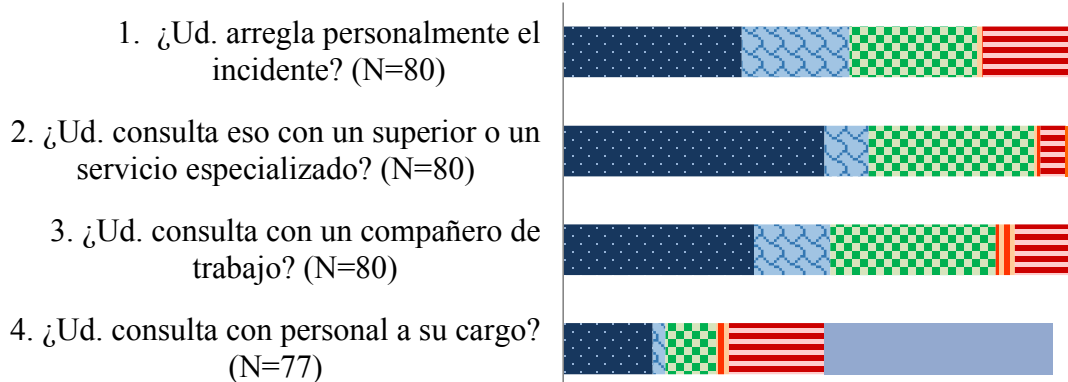 1. ¿Ud. arregla personalmente el
incidente? (N=80)
2. ¿Ud. consulta eso con un superior o un
servicio especializado? (N=80)
3. ¿Ud. consulta con un compañero de
trabajo? (N=80)
4. ¿Ud. consulta con personal a su cargo?
(N=77)